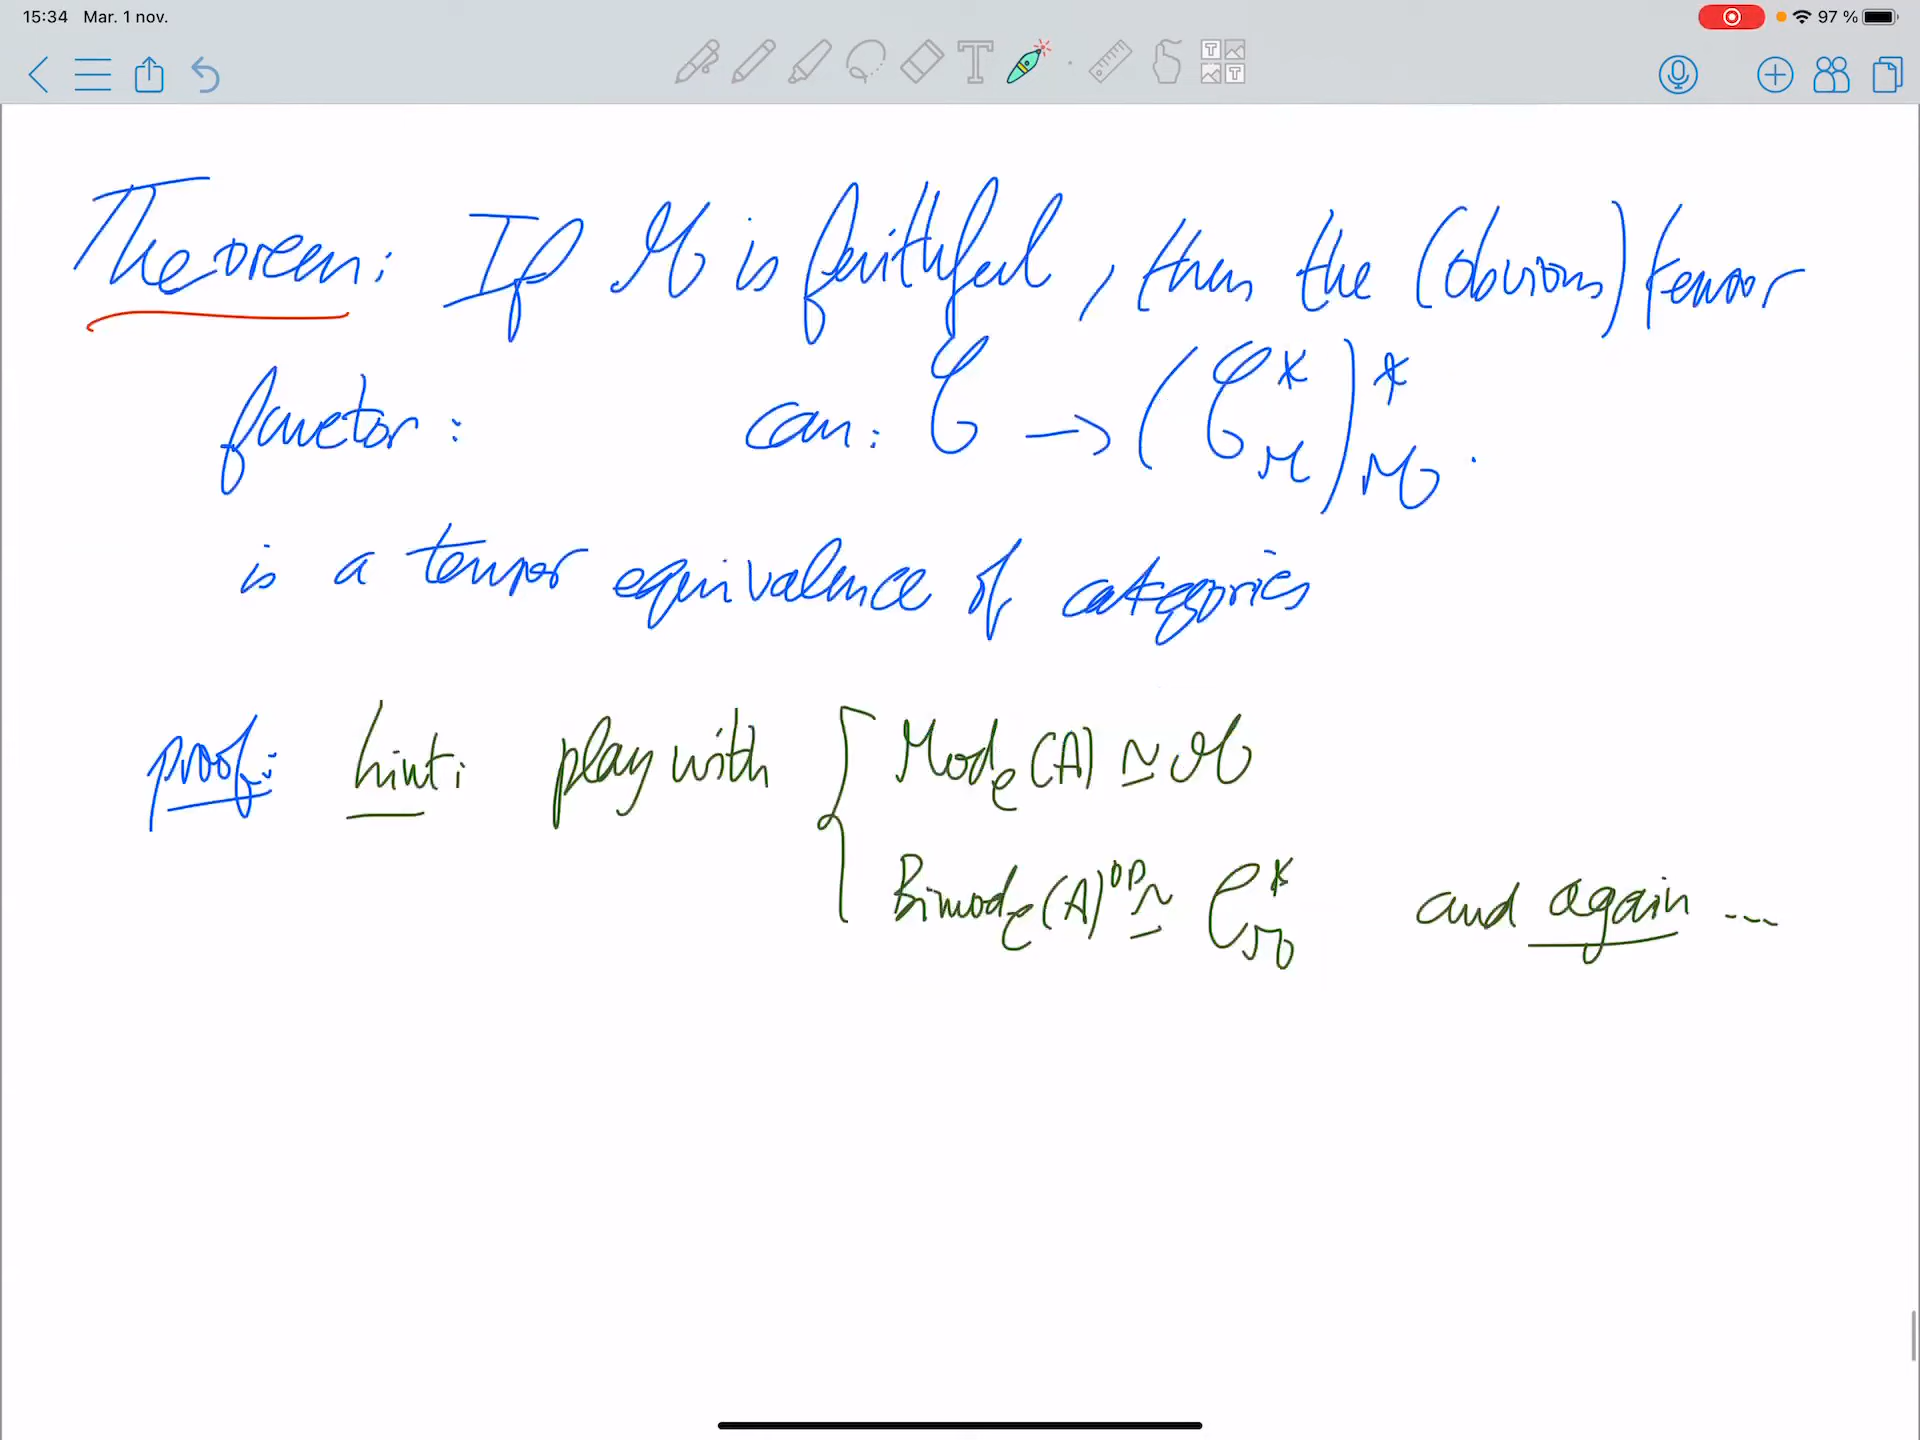 15:34 Mar. 1 nov. 97 %
Theorem: If M is faithful, then the (obvious) tensor
functor: can: C → (C*_M)*_M.
is a tensor equivalence of categories
proof: hint: play with { Mod_C(A) ≃ M
Bimod_C(A)^op ≃ C*_M and again ...